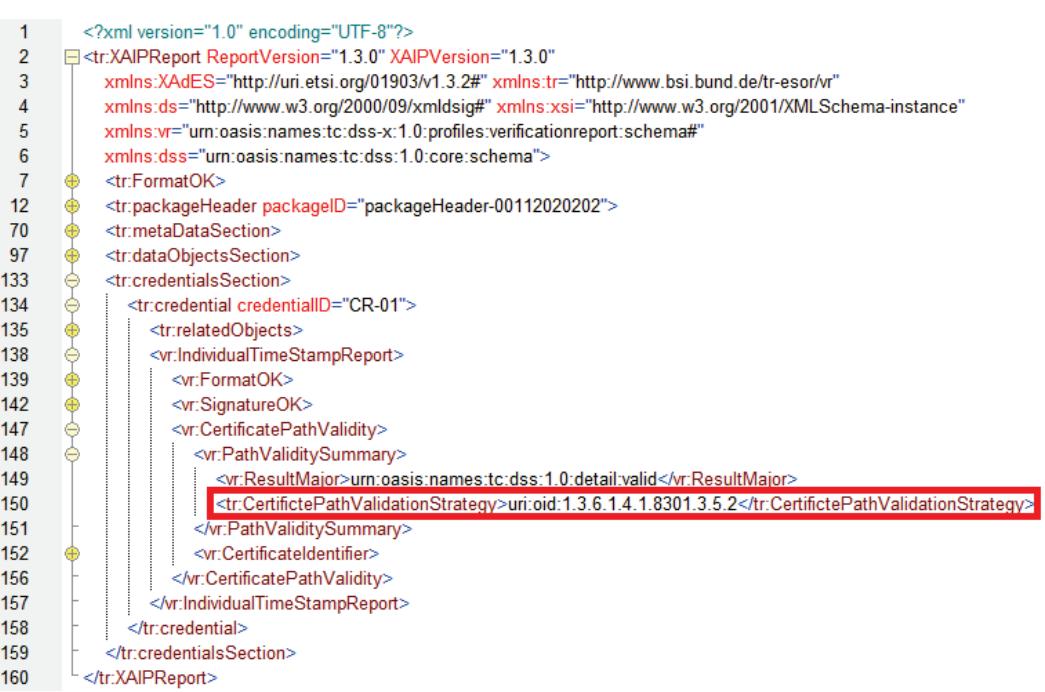 1 <?xml version="1.0" encoding="UTF-8"?>
2 <tr:XAIPReport ReportVersion="1.3.0" XAIPVersion="1.3.0"
3 xmlns:XAdES="http://uri.etsi.org/01903/v1.3.2#" xmlns:tr="http://www.bsi.bund.de/tr-esor/vr"
4 xmlns:ds="http://www.w3.org/2000/09/xmldsig#" xmlns:xsi="http://www.w3.org/2001/XMLSchema-instance"
5 xmlns:vr="urn:oasis:names:tc:dss-x:1.0:profiles:verificationreport:schema#"
6 xmlns:dss="urn:oasis:names:tc:dss:1.0:core:schema">
7 <tr:FormatOK>
12 <tr:packageHeader packageID="packageHeader-00112020202">
70 <tr:metaDataSection>
97 <tr:dataObjectsSection>
133 <tr:credentialsSection>
134 <tr:credential credentialID="CR-01">
135 <tr:relatedObjects>
138 <vr:IndividualTimeStampReport>
139 <vr:FormatOK>
142 <vr:SignatureOK>
147 <vr:CertificatePathValidity>
148 <vr:PathValiditySummary>
149 <vr:ResultMajor>urn:oasis:names:tc:dss:1.0:detail:valid</vr:ResultMajor>
150 <tr:CertifictePathValidationStrategy>uri:oid:1.3.6.1.4.1.8301.3.5.2</tr:CertifictePathValidationStrategy>
151 </vr:PathValiditySummary>
152 <vr:CertificateIdentifier>
156 </vr:CertificatePathValidity>
157 </vr:IndividualTimeStampReport>
158 </tr:credential>
159 </tr:credentialsSection>
160 </tr:XAIPReport>